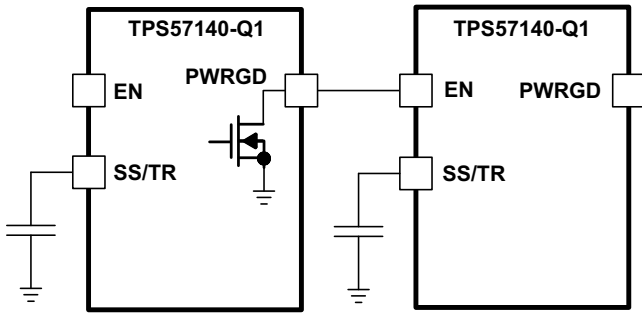 TPS57140-Q1
EN
PWRGD
SS/TR
TPS57140-Q1
EN
PWRGD
SS/TR